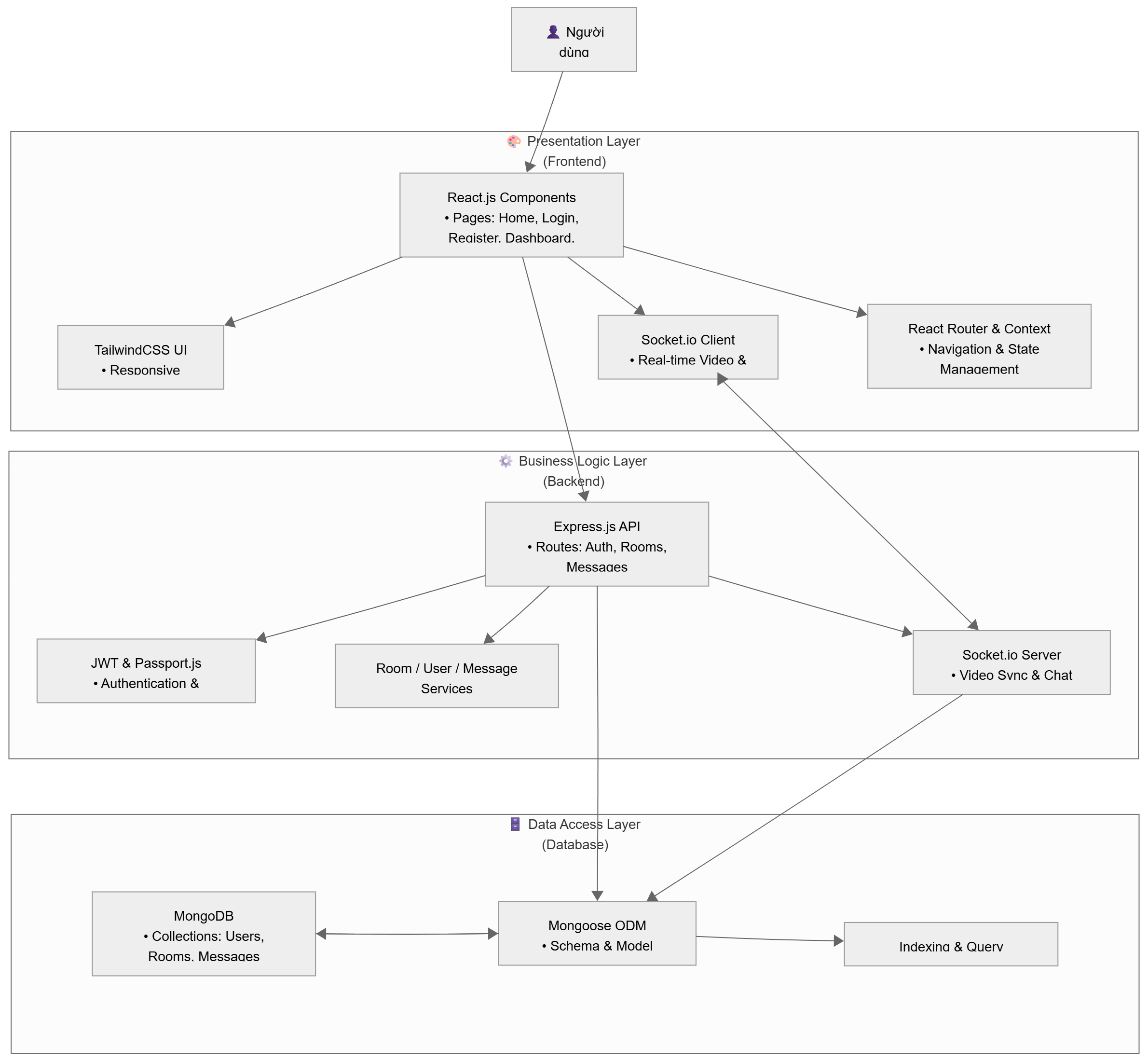 👤 Người
dùng
🎨 Presentation Layer
(Frontend)
React.js Components
• Pages: Home, Login,
Register, Dashboard,
TailwindCSS UI
• Responsive
Socket.io Client
• Real-time Video &
React Router & Context
• Navigation & State
Management
⚙️ Business Logic Layer
(Backend)
Express.js API
• Routes: Auth, Rooms,
Messages
JWT & Passport.js
• Authentication &
Room / User / Message
Services
Socket.io Server
• Video Sync & Chat
🗄️ Data Access Layer
(Database)
MongoDB
• Collections: Users,
Rooms, Messages
Mongoose ODM
• Schema & Model
Indexing & Query